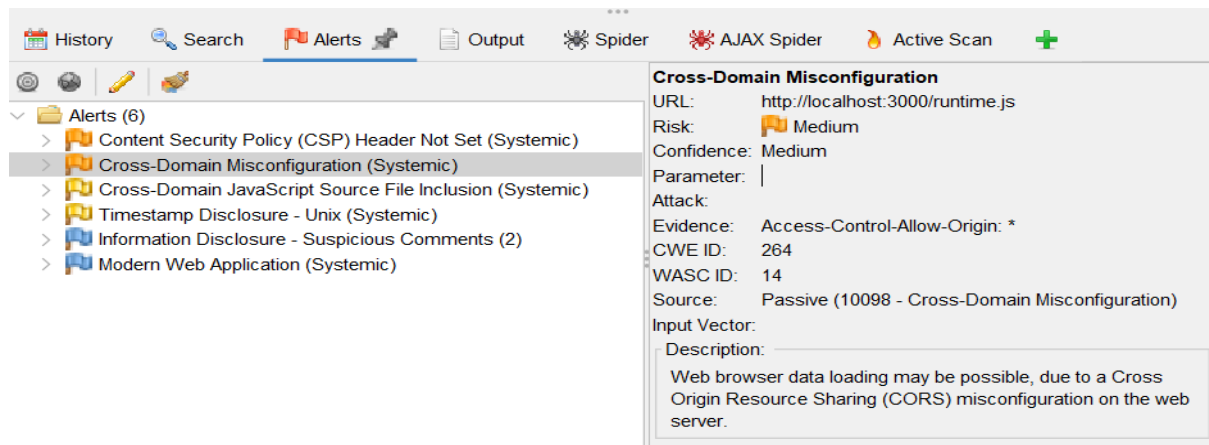 History Search Alerts Output Spider AJAX Spider Active Scan
Alerts (6)
Content Security Policy (CSP) Header Not Set (Systemic)
Cross-Domain Misconfiguration (Systemic)
Cross-Domain JavaScript Source File Inclusion (Systemic)
Timestamp Disclosure - Unix (Systemic)
Information Disclosure - Suspicious Comments (2)
Modern Web Application (Systemic)
Cross-Domain Misconfiguration
URL: http://localhost:3000/runtime.js
Risk: Medium
Confidence: Medium
Parameter:
Attack:
Evidence: Access-Control-Allow-Origin: *
CWE ID: 264
WASC ID: 14
Source: Passive (10098 - Cross-Domain Misconfiguration)
Input Vector:
Description:
Web browser data loading may be possible, due to a Cross
Origin Resource Sharing (CORS) misconfiguration on the web
server.